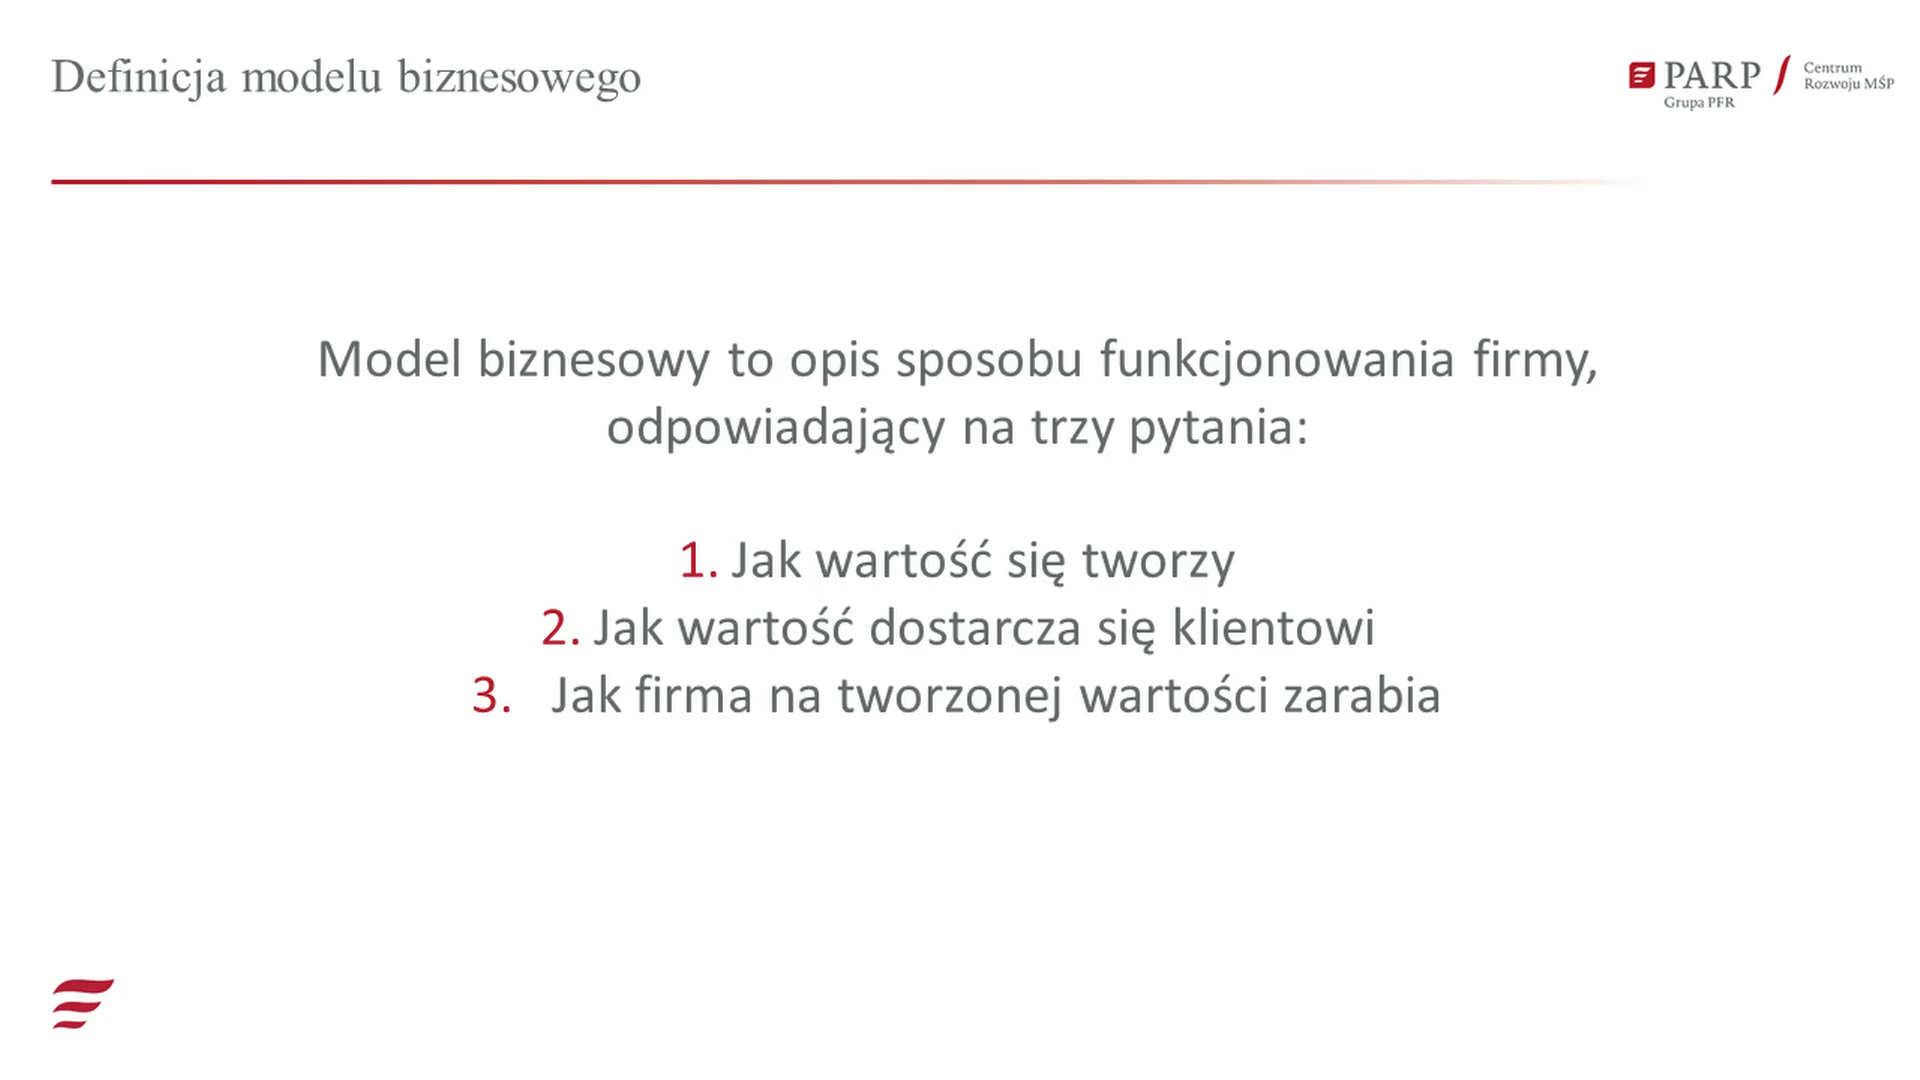 Definicja modelu biznesowego
PARP
Grupa PFR
Centrum
Rozwoju MŚP
Model biznesowy to opis sposobu funkcjonowania firmy,
odpowiadający na trzy pytania:
1. Jak wartość się tworzy
2. Jak wartość dostarcza się klientowi
3. Jak firma na tworzonej wartości zarabia